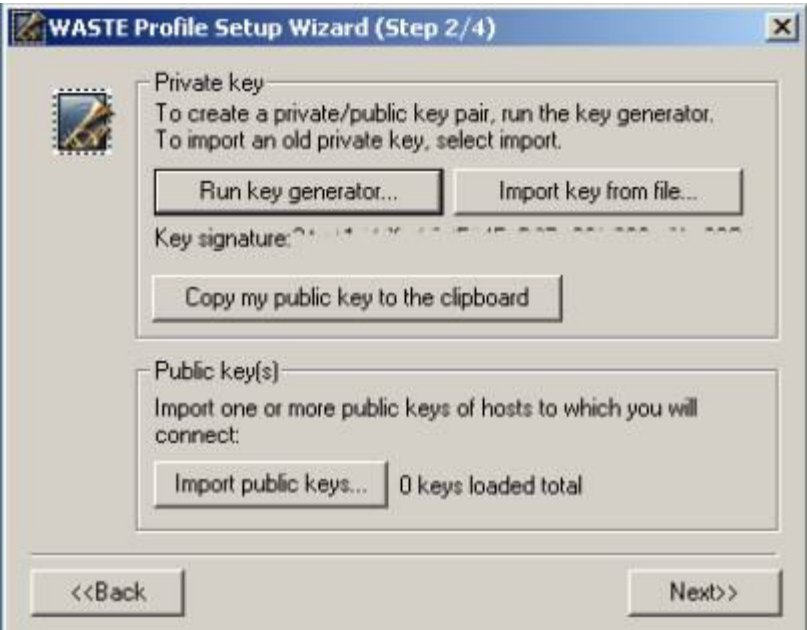 WASTE Profile Setup Wizard (Step 2/4)
Private key
To create a private/public key pair, run the key generator.
To import an old private key, select import.
Run key generator... Import key from file...
Key signature:
Copy my public key to the clipboard
Public key(s)
Import one or more public keys of hosts to which you will
connect:
Import public keys... 0 keys loaded total
<<Back Next>>